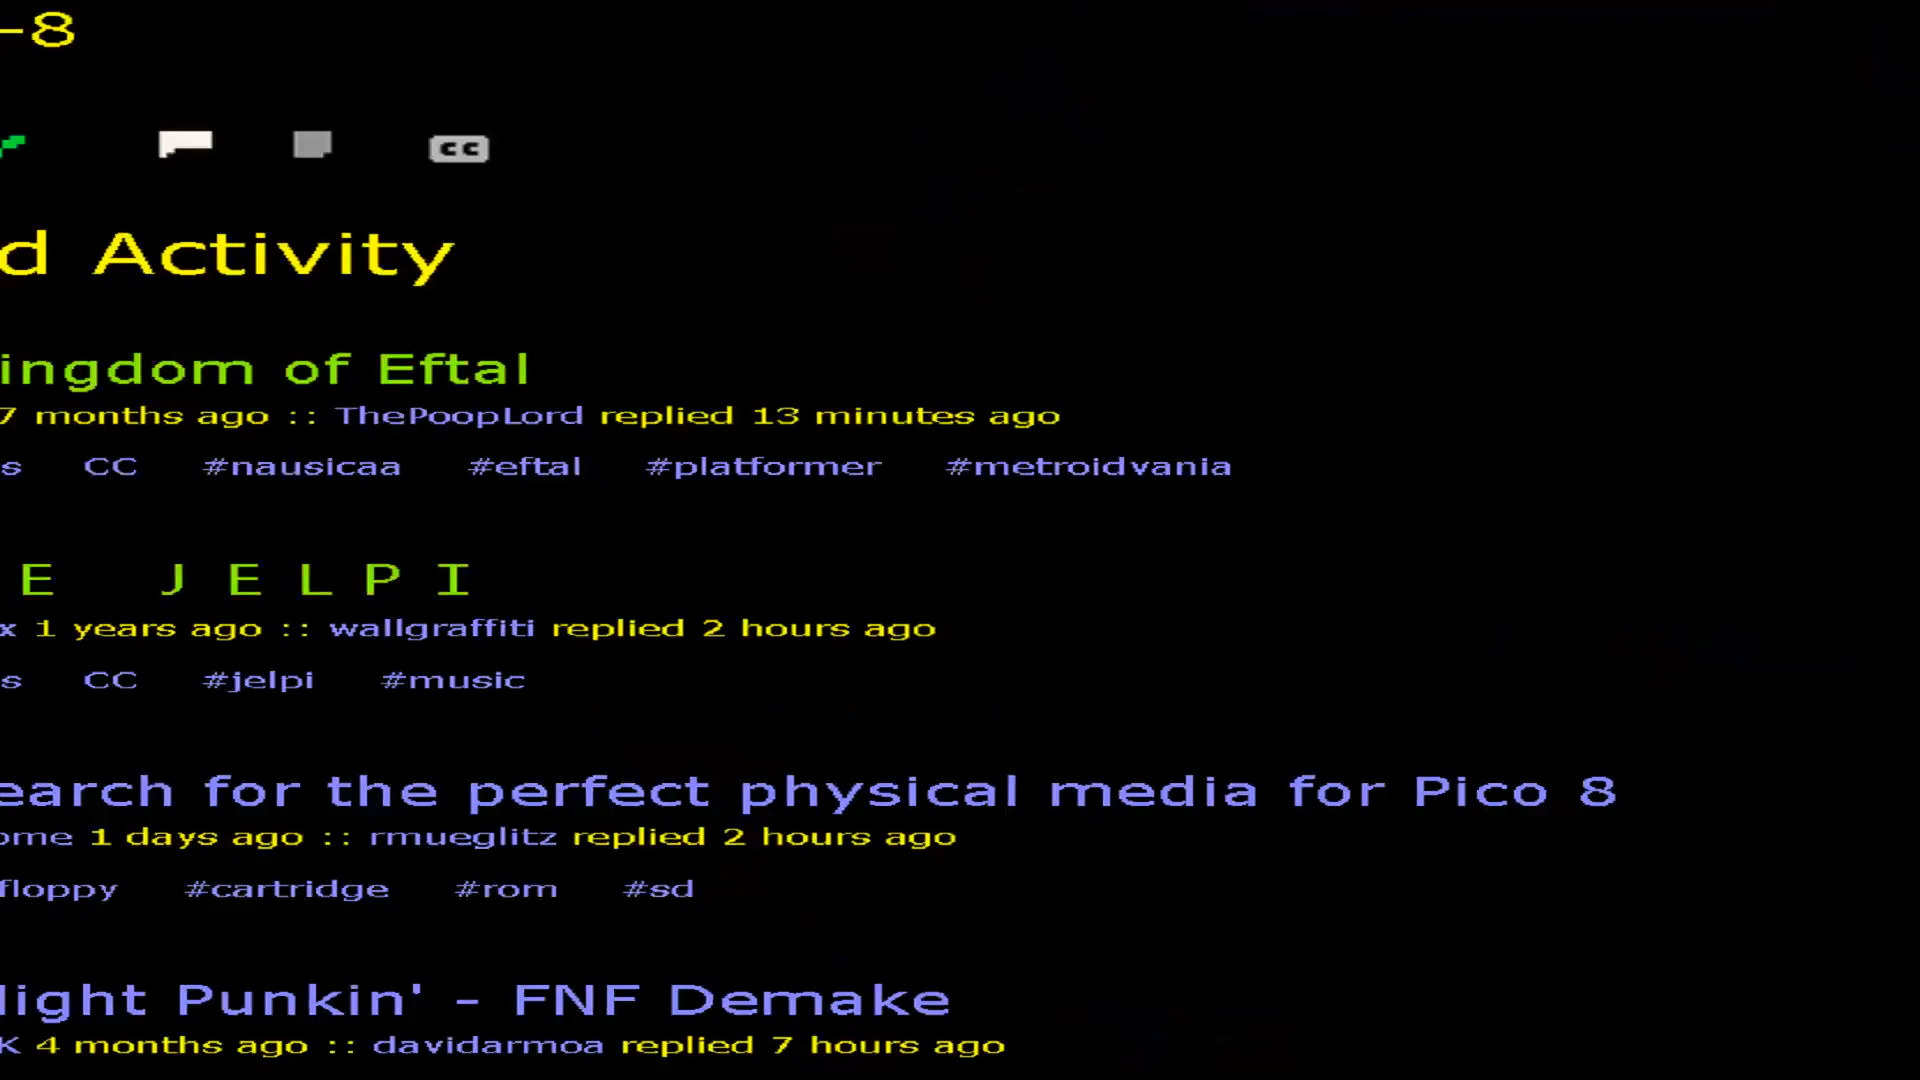 -8
CC
d Activity
ingdom of Eftal
7 months ago :: ThePoopLord replied 13 minutes ago
s CC #nausicaa #eftal #platformer #metroidvania
E J E L P I
x 1 years ago :: wallgraffiti replied 2 hours ago
s CC #jelpi #music
earch for the perfect physical media for Pico 8
ome 1 days ago :: rmueglitz replied 2 hours ago
floppy #cartridge #rom #sd
light Punkin' - FNF Demake
K 4 months ago :: davidarmoa replied 7 hours ago